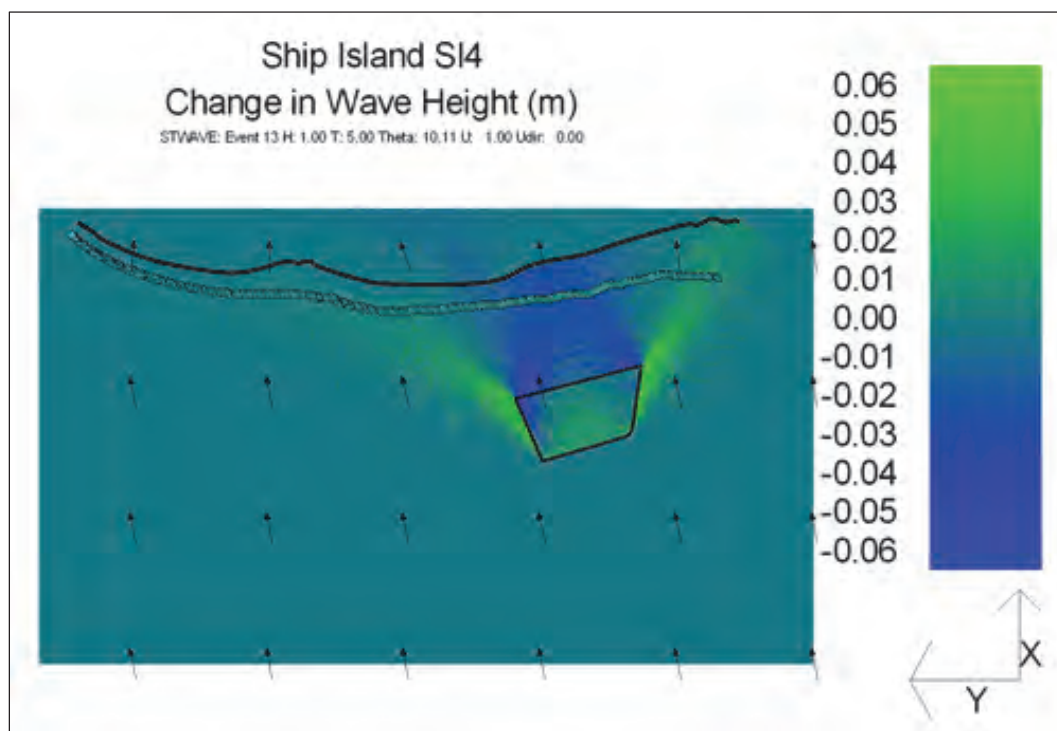 Ship Island SI4
Change in Wave Height (m)
STWAVE: Event 13 H: 1.00 T: 5.00 Theta: 10.11 U: 1.00 Udir: 0.00
0.06
0.05
0.04
0.03
0.02
0.01
0.00
-0.01
-0.02
-0.03
-0.04
-0.05
-0.06
X
Y